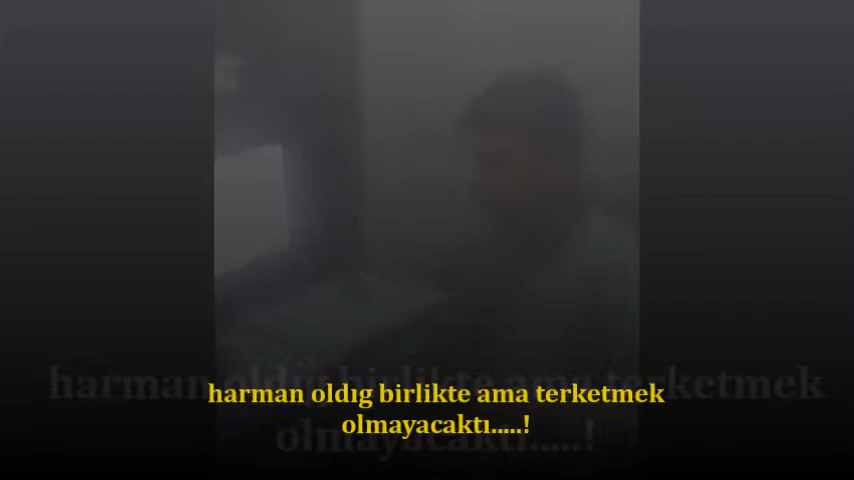 harman oldıg birlikte ama terketmek
olmayacaktı.....!